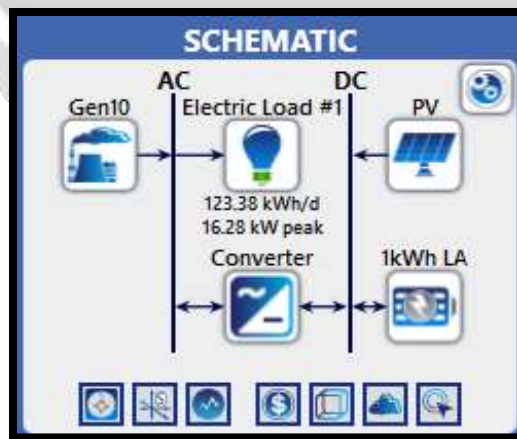 SCHEMATIC
AC DC
Gen10 Electric Load #1 PV
123.38 kWh/d
16.28 kW peak
Converter 1kWh LA